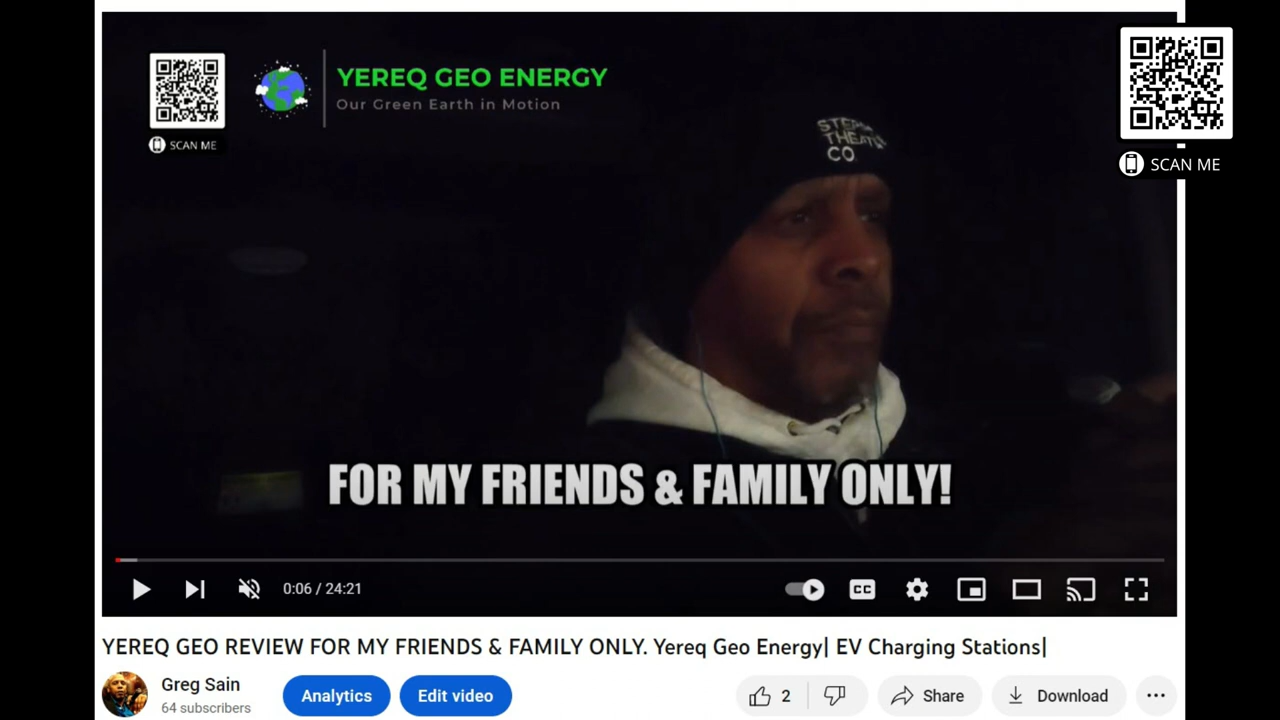 YEREQ GEO ENERGY
Our Green Earth in Motion
SCAN ME
SCAN ME
CO
FOR MY FRIENDS & FAMILY ONLY!
0:06 / 24:21
CC
YEREQ GEO REVIEW FOR MY FRIENDS & FAMILY ONLY. Yereq Geo Energy| EV Charging Stations|
Greg Sain
64 subscribers
Analytics
Edit video
2
Share
Download